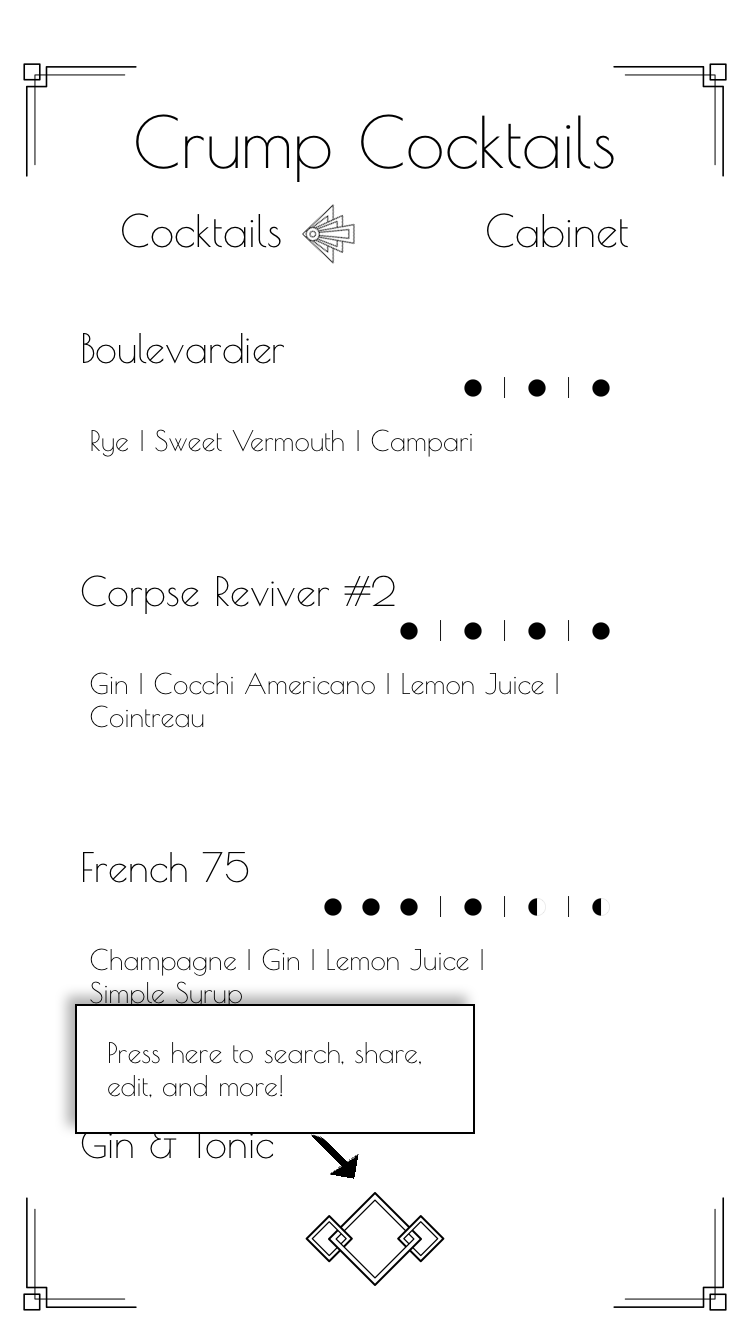 Crump Cocktails
Cocktails Cabinet
Boulevardier
Rye | Sweet Vermouth | Campari
Corpse Reviver #2
Gin | Cocchi Americano | Lemon Juice |
Cointreau
French 75
Champagne | Gin | Lemon Juice |
Simple Syrup
Press here to search, share,
edit, and more!
Gin & Tonic